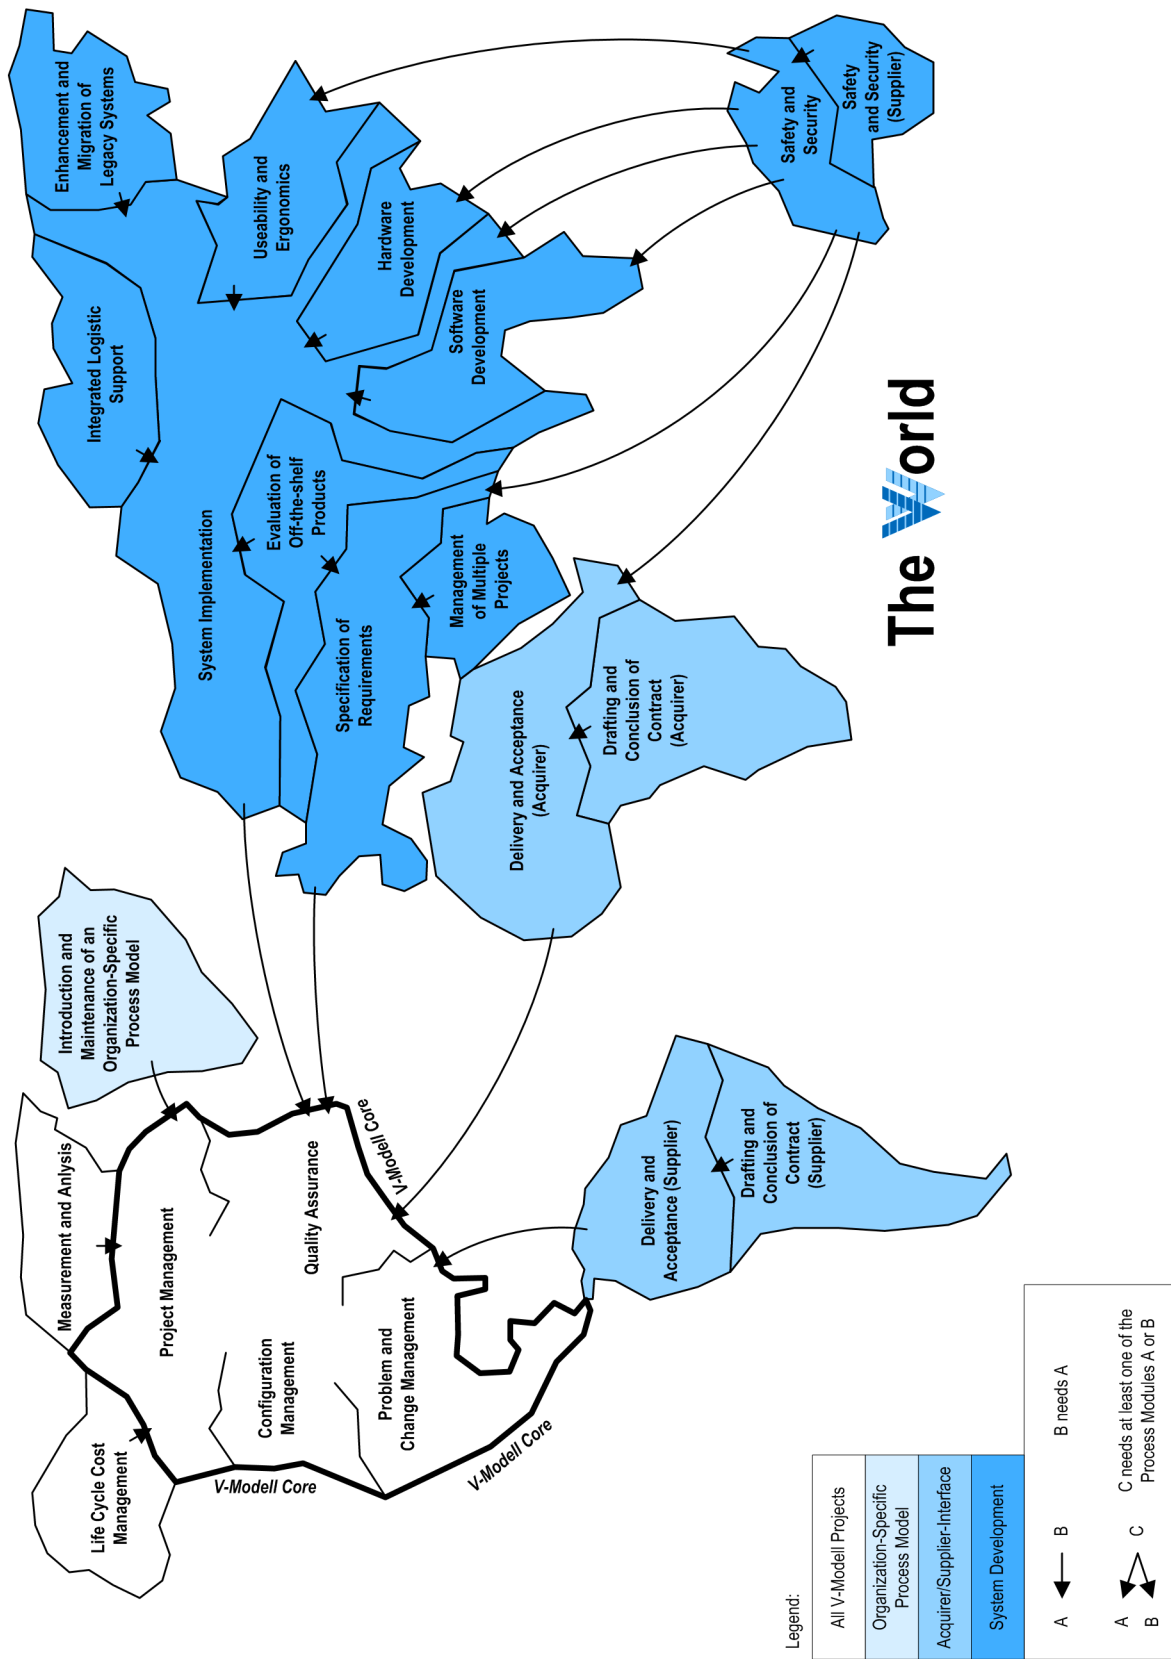 Life Cycle Cost
Management
Measurement and Anlysis
Introduction and
Maintenance of an
Organization-Specific
Process Model
Project Management
Configuration
Management
Quality Assurance
Problem and
Change Management
V-Modell Core
V-Modell Core
V-Modell Core
Integrated Logistic
Support
Enhancement and
Migration of
Legacy Systems
System Implementation
Useability and
Ergonomics
Evaluation of
Off-the-shelf
Products
Hardware
Development
Software
Development
Specification of
Requirements
Management
of Multiple
Projects
Delivery and Acceptance
(Acquirer)
Drafting and
Conclusion of
Contract
(Acquirer)
Delivery and
Acceptance (Supplier)
Drafting and
Conclusion of
Contract
(Supplier)
Safety and
Security
Safety
and Security
(Supplier)
The World
Legend:
All V-Modell Projects
Organization-Specific
Process Model
Acquirer/Supplier-Interface
System Development
A B B needs A
A
B C C needs at least one of the
Process Modules A or B